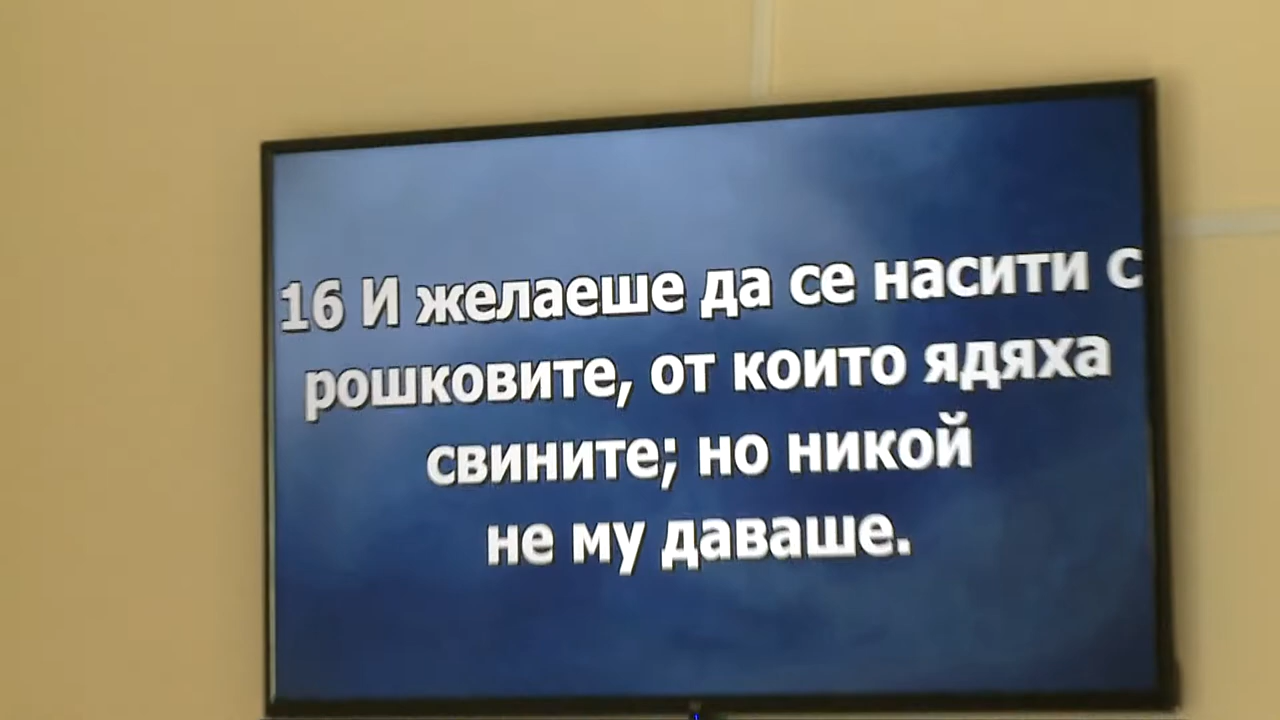 16 И желаеше да се насити с
рошковите, от които ядяха
свините; но никой
не му даваше.